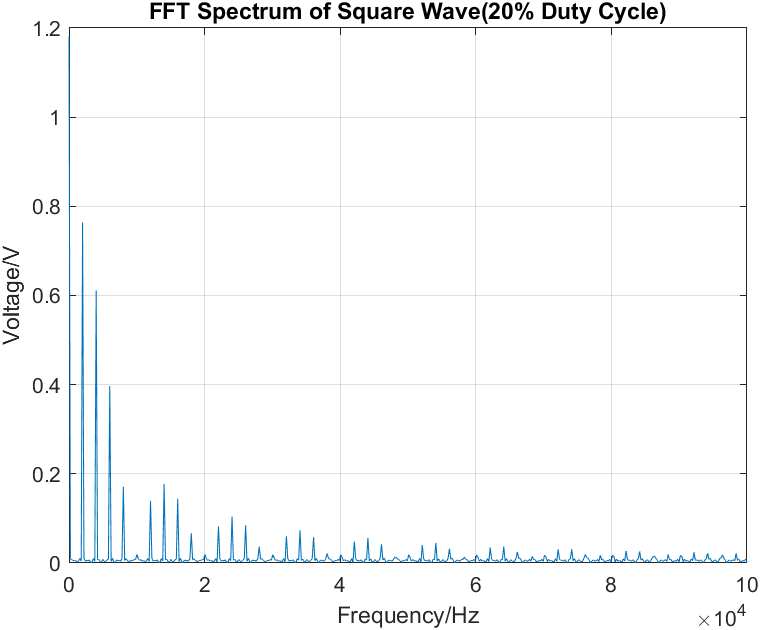 FFT Spectrum of Square Wave(20% Duty Cycle)
1.2
1
0.8
0.6
0.4
0.2
0
Voltage/V
0 2 4 6 8 10
Frequency/Hz
×10⁴